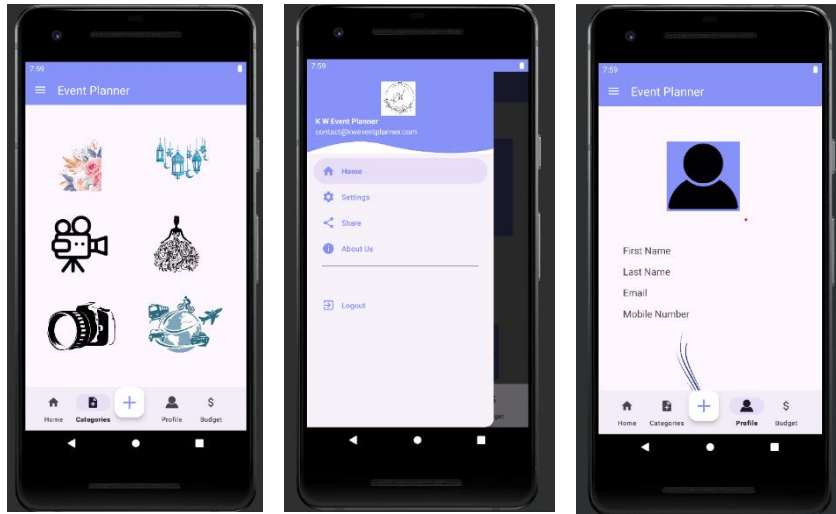 7:59
Event Planner
Home
Categories
Profile
Budget
7:59
K W Event Planner
contact@kweventplanner.com
Home
Settings
Share
About Us
Logout
7:59
Event Planner
First Name
Last Name
Email
Mobile Number
Home
Categories
Profile
Budget